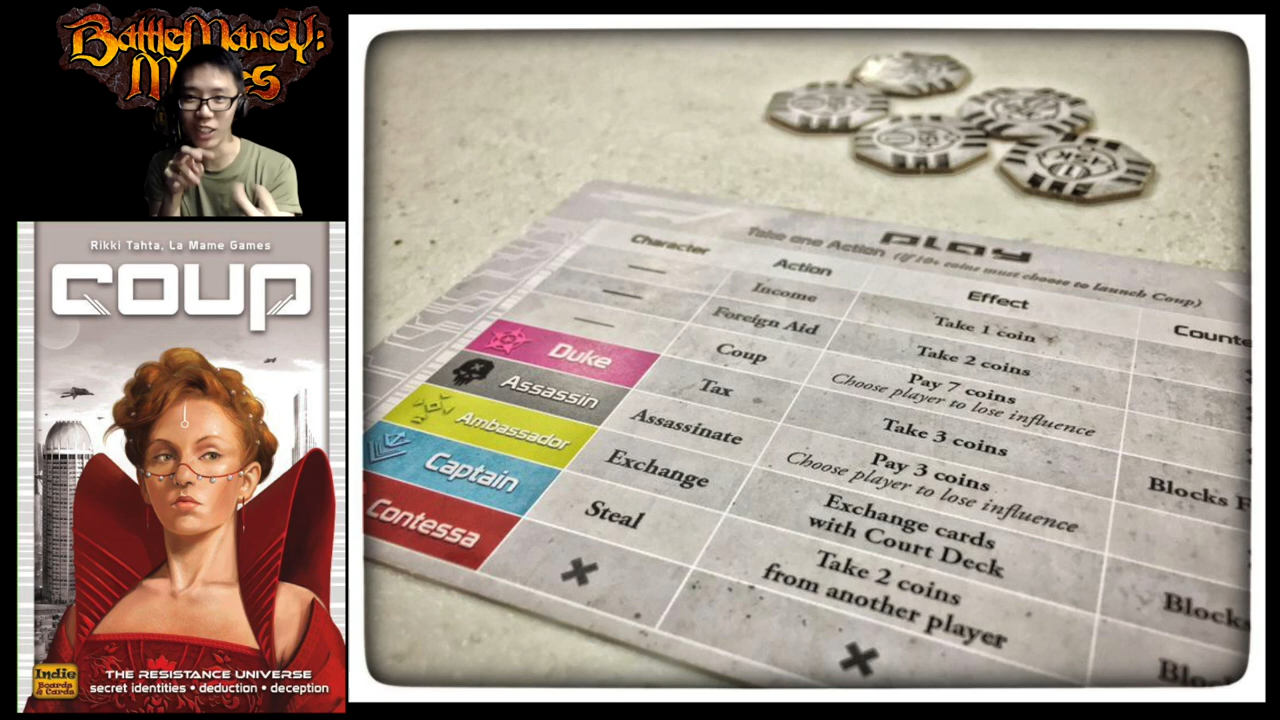 BattleMancy:
Rikki Tahta, La Mame Games
coup
Indie
Boards
& Cards
THE RESISTANCE UNIVERSE
secret identities • deduction • deception
play
Take one Action (If 10+ coins must choose to launch Coup)
Character Action Effect
— Income Take 1 coin
— Foreign Aid Take 2 coins
— Coup Pay 7 coins
Choose player to lose influence
Duke Tax Take 3 coins
Assassin Assassinate Pay 3 coins
Choose player to lose influence
Ambassador Exchange Exchange cards
with Court Deck
Captain Steal Take 2 coins
from another player
Contessa ✖ ✖
Blocks F
Blocks